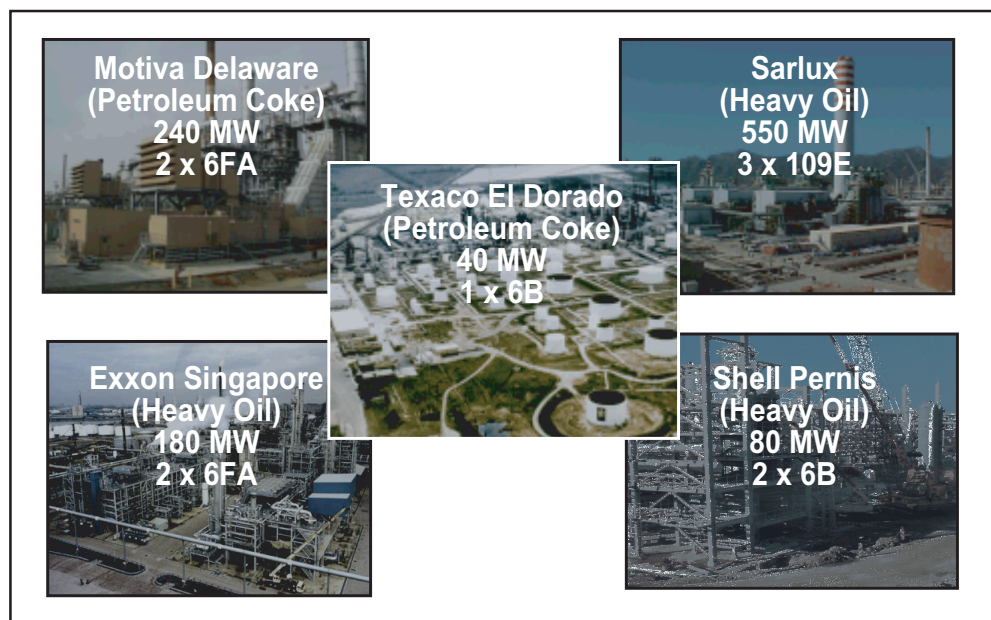 Motiva Delaware
(Petroleum Coke)
240 MW
2 x 6FA
Sarlux
(Heavy Oil)
550 MW
3 x 109E
Texaco El Dorado
(Petroleum Coke)
40 MW
1 x 6B
Exxon Singapore
(Heavy Oil)
180 MW
2 x 6FA
Shell Pernis
(Heavy Oil)
80 MW
2 x 6B